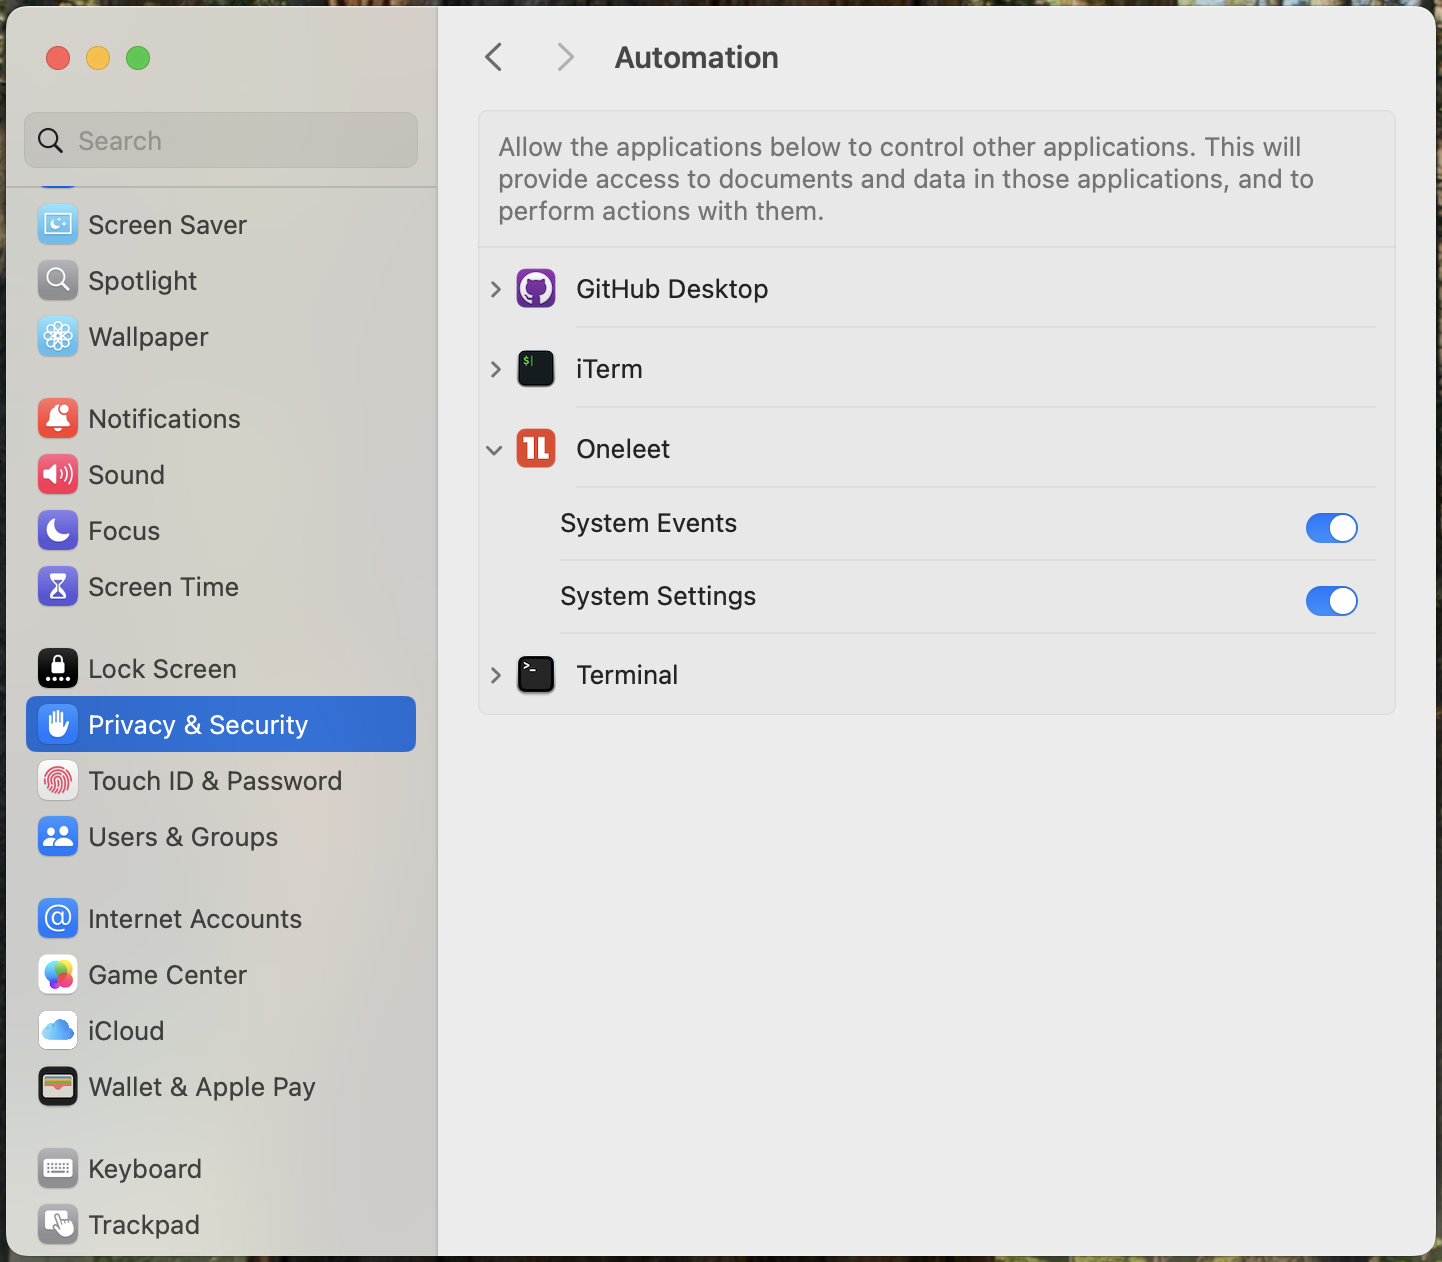 Automation
Search
Allow the applications below to control other applications. This will
provide access to documents and data in those applications, and to
perform actions with them.
Screen Saver
Spotlight
Wallpaper
Notifications
Sound
Focus
Screen Time
Lock Screen
Privacy & Security
Touch ID & Password
Users & Groups
Internet Accounts
Game Center
iCloud
Wallet & Apple Pay
Keyboard
Trackpad
GitHub Desktop
$
iTerm
1L
Oneleet
System Events
System Settings
>_
Terminal